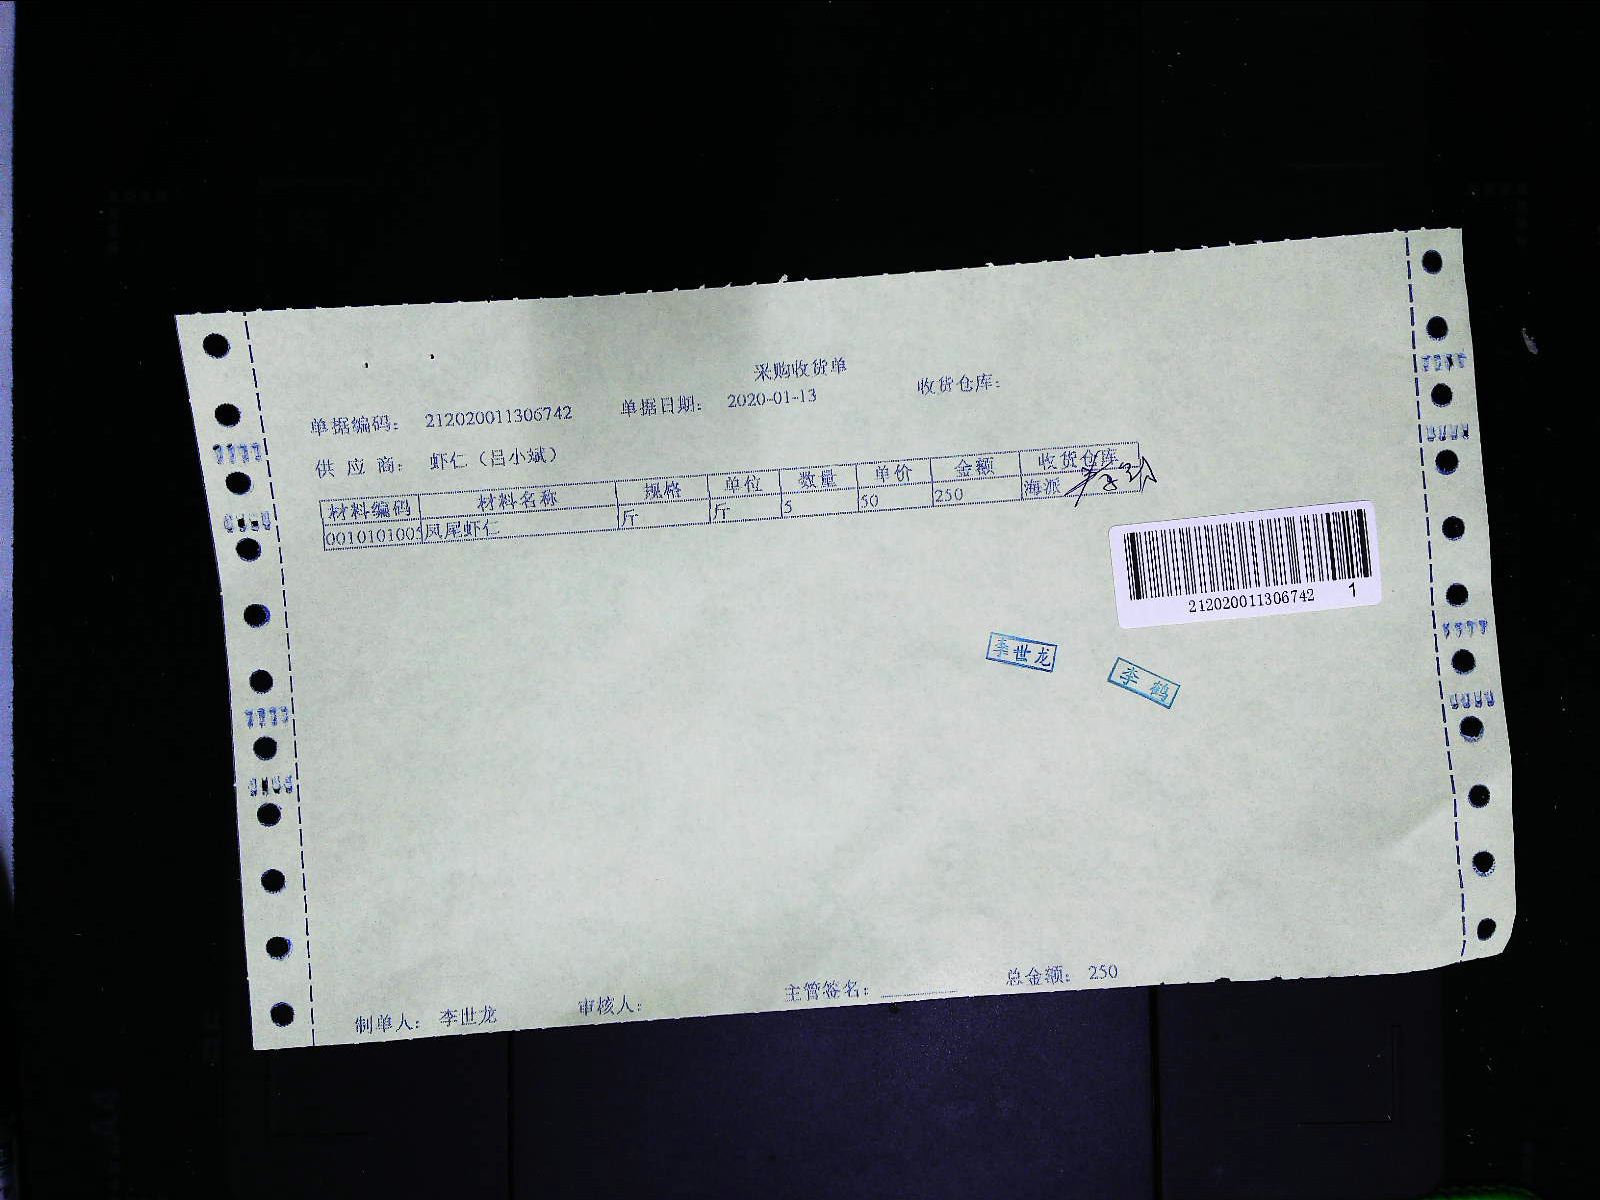 采购收货单
单据编码： 212020011306742 单据日期： 2020-01-13 收货仓库：
供 应 商： 虾仁（吕小斌）
材料编码 材料名称 规格 单位 数量 单价 金额 收货仓库
0010101005 凤尾虾仁 斤 斤 5 50 250 海派
212020011306742 1
李世龙
李鹤
制单人： 李世龙 审核人： 主管签名： 总金额： 250